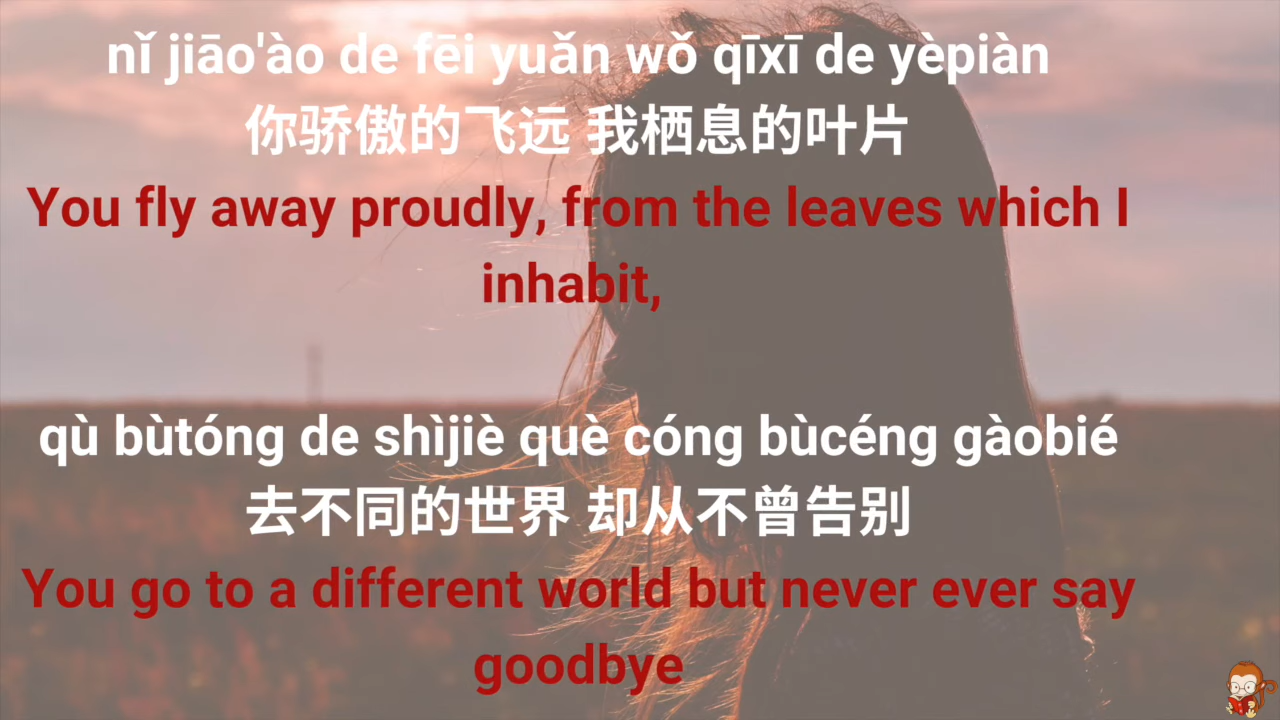 nǐ jiāo'ào de fēi yuǎn wǒ qīxī de yèpiàn
你骄傲的飞远 我栖息的叶片
You fly away proudly, from the leaves which I
inhabit,
qù bùtóng de shìjiè què cóng bùcéng gàobié
去不同的世界 却从不曾告别
You go to a different world but never ever say
goodbye